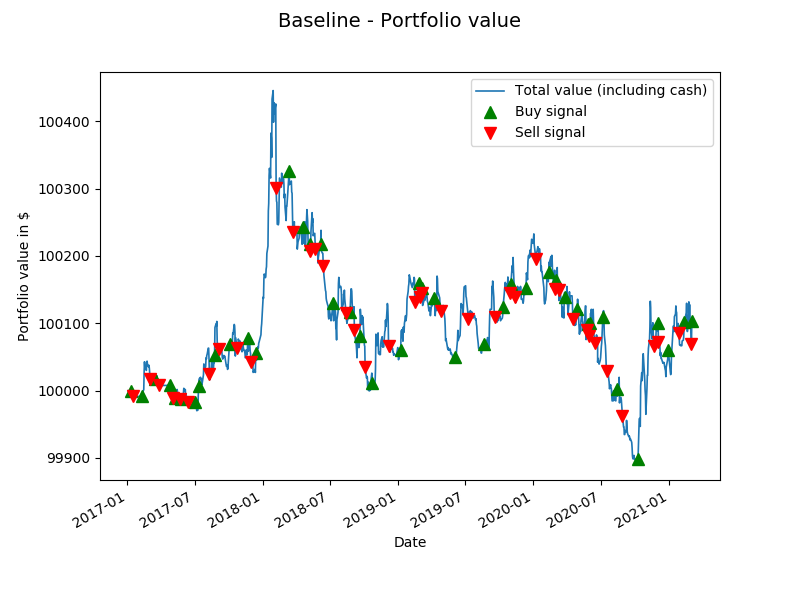 Baseline - Portfolio value
Total value (including cash)
Buy signal
Sell signal
Portfolio value in $
100400
100300
100200
100100
100000
99900
2017-01
2017-07
2018-01
2018-07
2019-01
2019-07
2020-01
2020-07
2021-01
Date